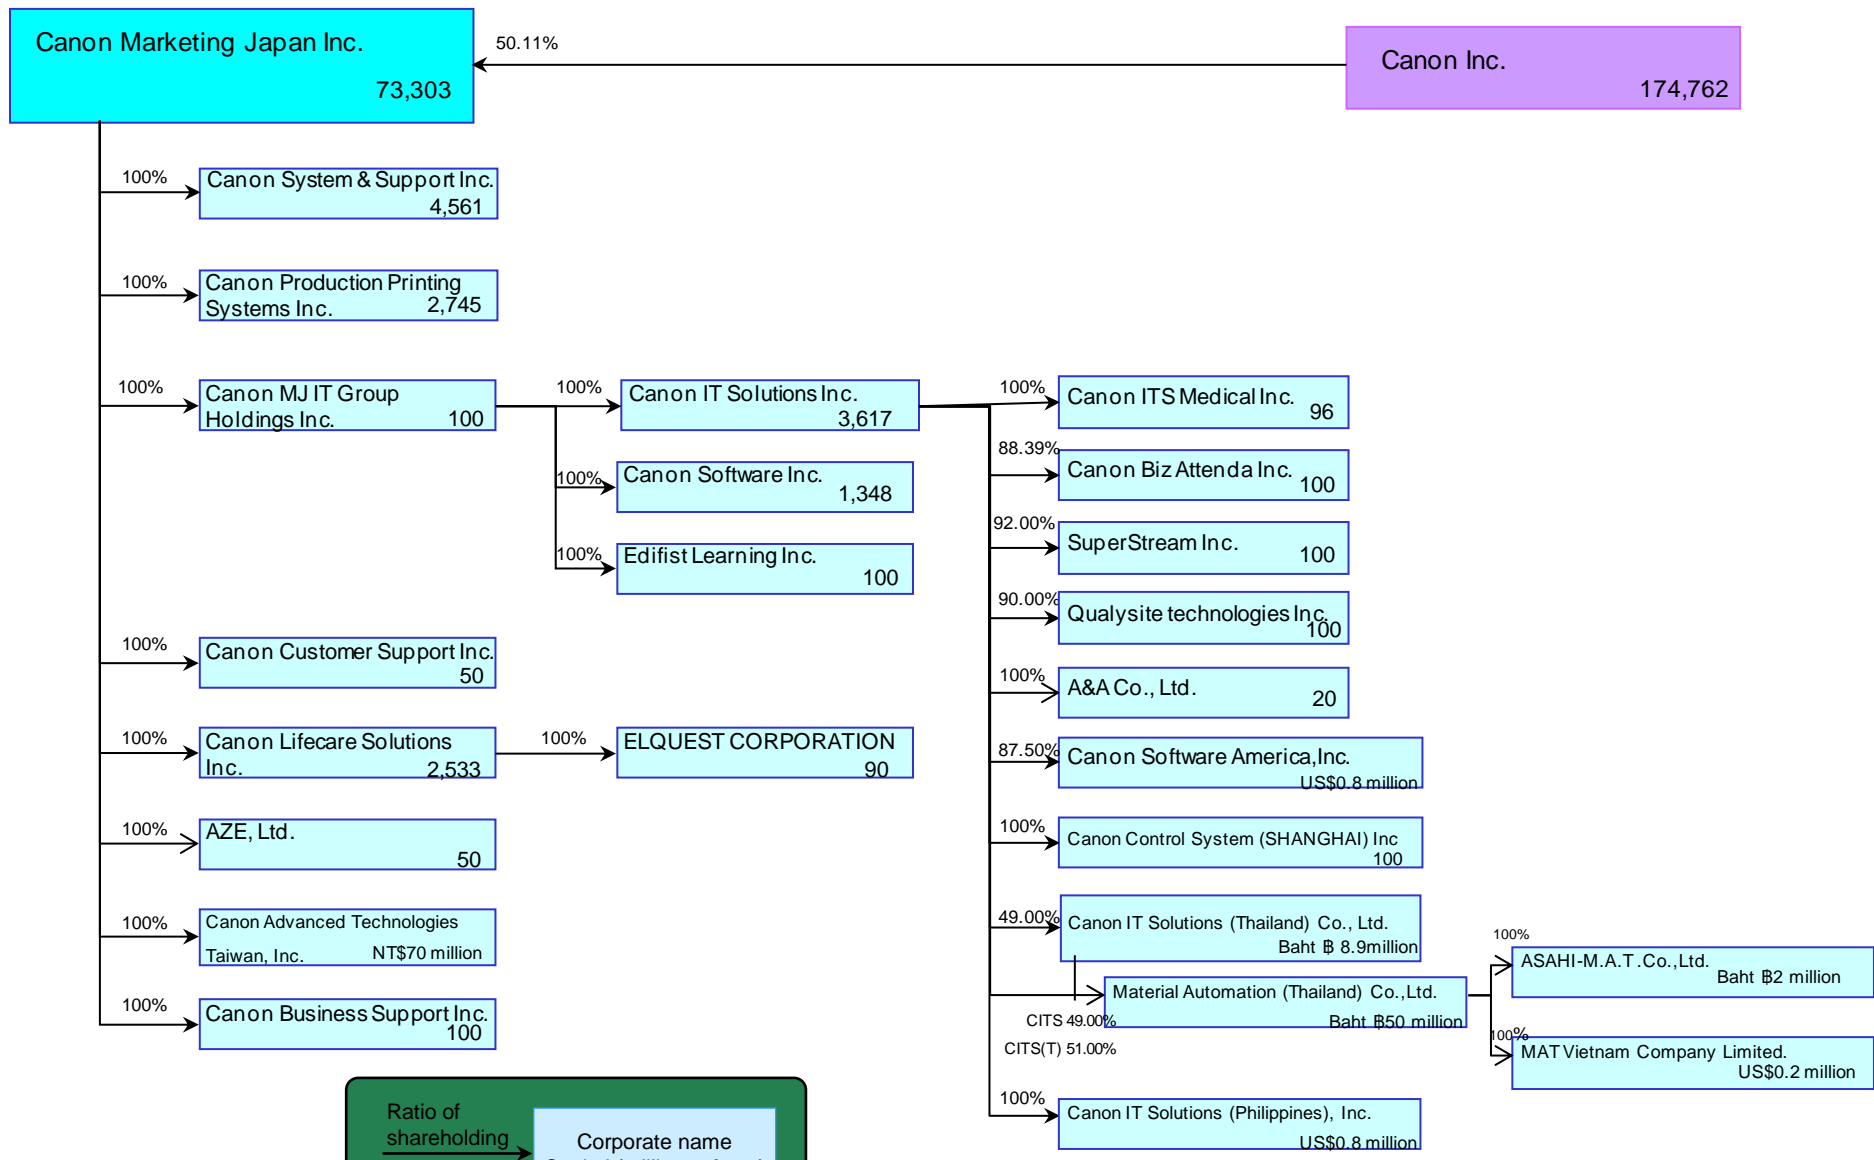 Canon Marketing Japan Inc.
73,303
50.11%
Canon Inc.
174,762
100%
Canon System & Support Inc.
4,561
100%
Canon Production Printing
Systems Inc.
2,745
100%
Canon MJ IT Group
Holdings Inc.
100
100%
Canon IT Solutions Inc.
3,617
100%
Canon Software Inc.
1,348
100%
Edifist Learning Inc.
100
100%
Canon ITS Medical Inc.
96
88.39%
Canon Biz Attenda Inc.
100
92.00%
SuperStream Inc.
100
90.00%
Qualysite technologies Inc.
100
100%
A&A Co., Ltd.
20
87.50%
Canon Software America,Inc.
US$0.8 million
100%
Canon Control System (SHANGHAI) Inc
100
49.00%
Canon IT Solutions (Thailand) Co., Ltd.
Baht ฿ 8.9million
CITS 49.00%
CITS(T) 51.00%
Material Automation (Thailand) Co.,Ltd.
Baht ฿50 million
100%
ASAHI-M.A.T.Co.,Ltd.
Baht ฿2 million
100%
MAT Vietnam Company Limited.
US$0.2 million
100%
Canon IT Solutions (Philippines), Inc.
US$0.8 million
100%
Canon Customer Support Inc.
50
100%
Canon Lifecare Solutions
Inc.
2,533
100%
ELQUEST CORPORATION
90
100%
AZE, Ltd.
50
100%
Canon Advanced Technologies
Taiwan, Inc.
NT$70 million
100%
Canon Business Support Inc.
100
Ratio of
shareholding
Corporate name